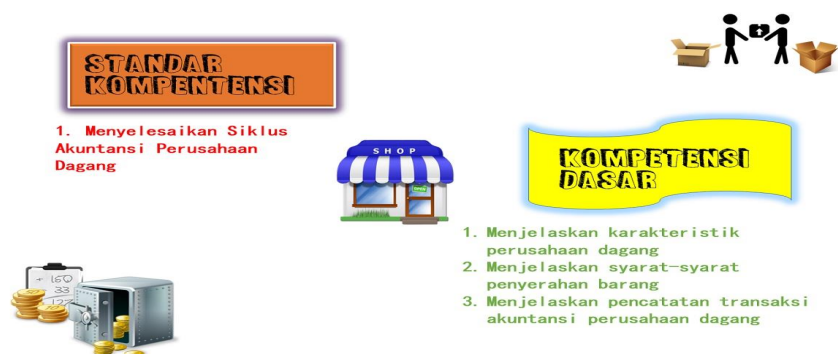 STANDAR
KOMPENTENSI
1. Menyelesaikan Siklus
Akuntansi Perusahaan
Dagang
SHOP
KOMPETENSI
DASAR
1. Menjelaskan karakteristik
perusahaan dagang
2. Menjelaskan syarat-syarat
penyerahan barang
3. Menjelaskan pencatatan transaksi
akuntansi perusahaan dagang